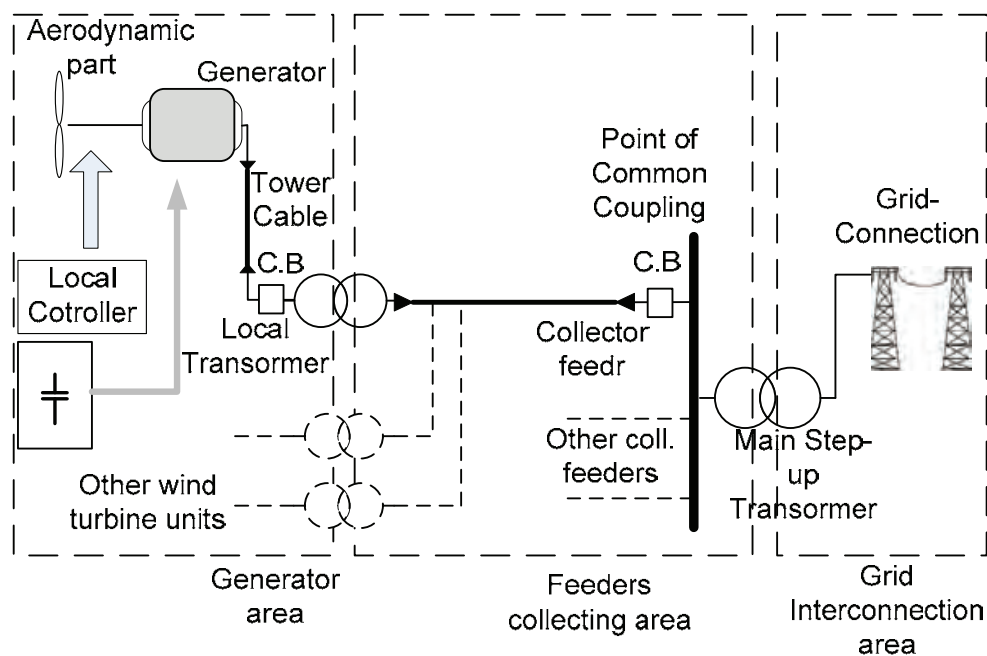 Aerodynamic
part
Generator
Tower
Cable
C.B
Local
Cotroller
Local
Transormer
Other wind
turbine units
Generator
area
Point of
Common
Coupling
C.B
Collector
feedr
Other coll.
feeders
Feeders
collecting area
Grid-
Connection
Main Step-
up
Transormer
Grid
Interconnection
area